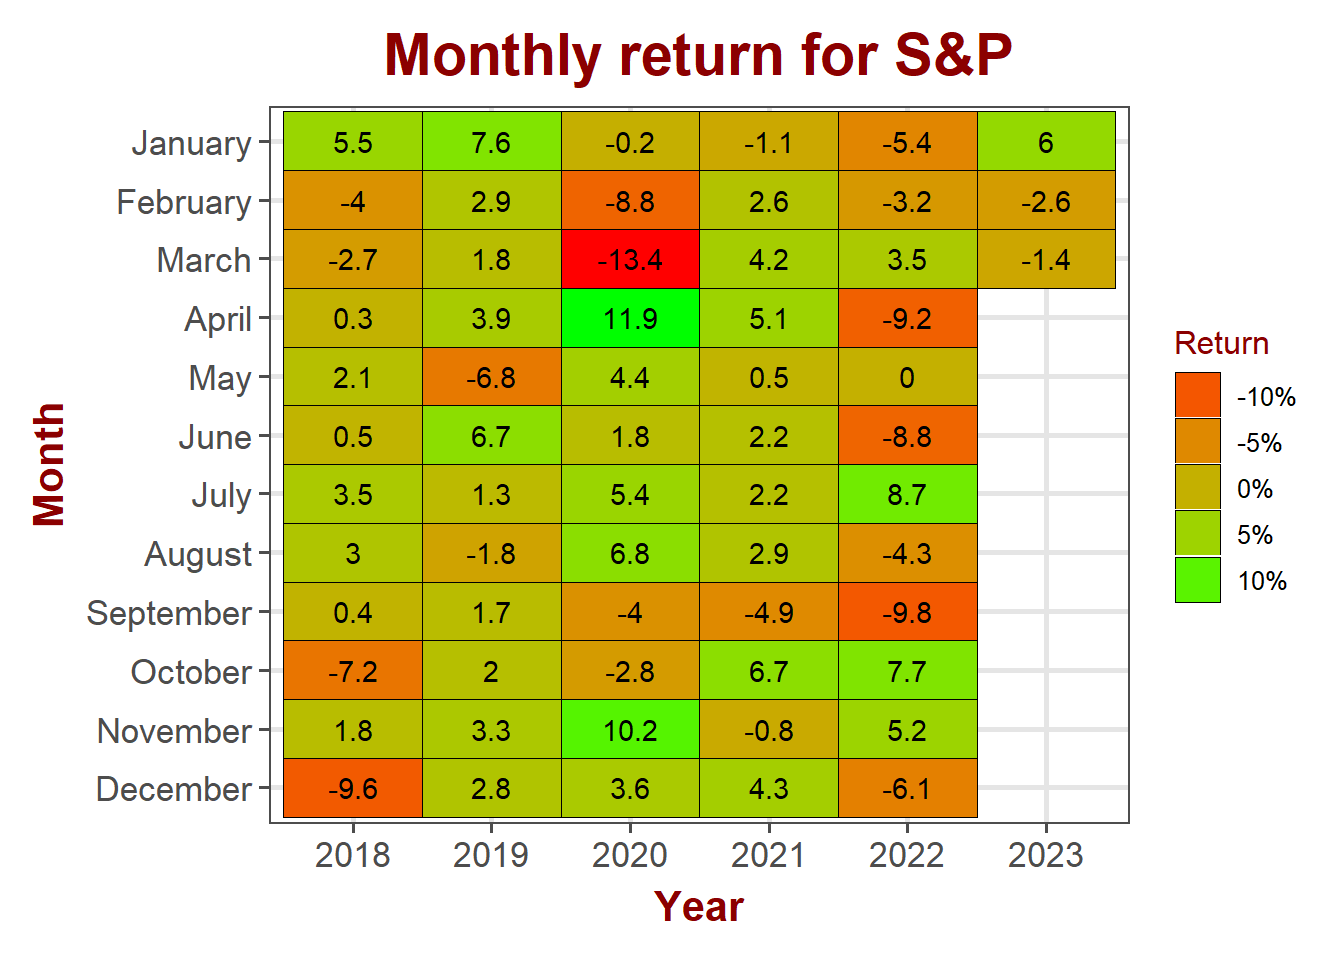 Monthly return for S&P
January 5.5 7.6 -0.2 -1.1 -5.4 6
February -4 2.9 -8.8 2.6 -3.2 -2.6
March -2.7 1.8 -13.4 4.2 3.5 -1.4
April 0.3 3.9 11.9 5.1 -9.2
May 2.1 -6.8 4.4 0.5 0
June 0.5 6.7 1.8 2.2 -8.8
July 3.5 1.3 5.4 2.2 8.7
August 3 -1.8 6.8 2.9 -4.3
September 0.4 1.7 -4 -4.9 -9.8
October -7.2 2 -2.8 6.7 7.7
November 1.8 3.3 10.2 -0.8 5.2
December -9.6 2.8 3.6 4.3 -6.1
2018 2019 2020 2021 2022 2023
Year
Month
Return
-10%
-5%
0%
5%
10%